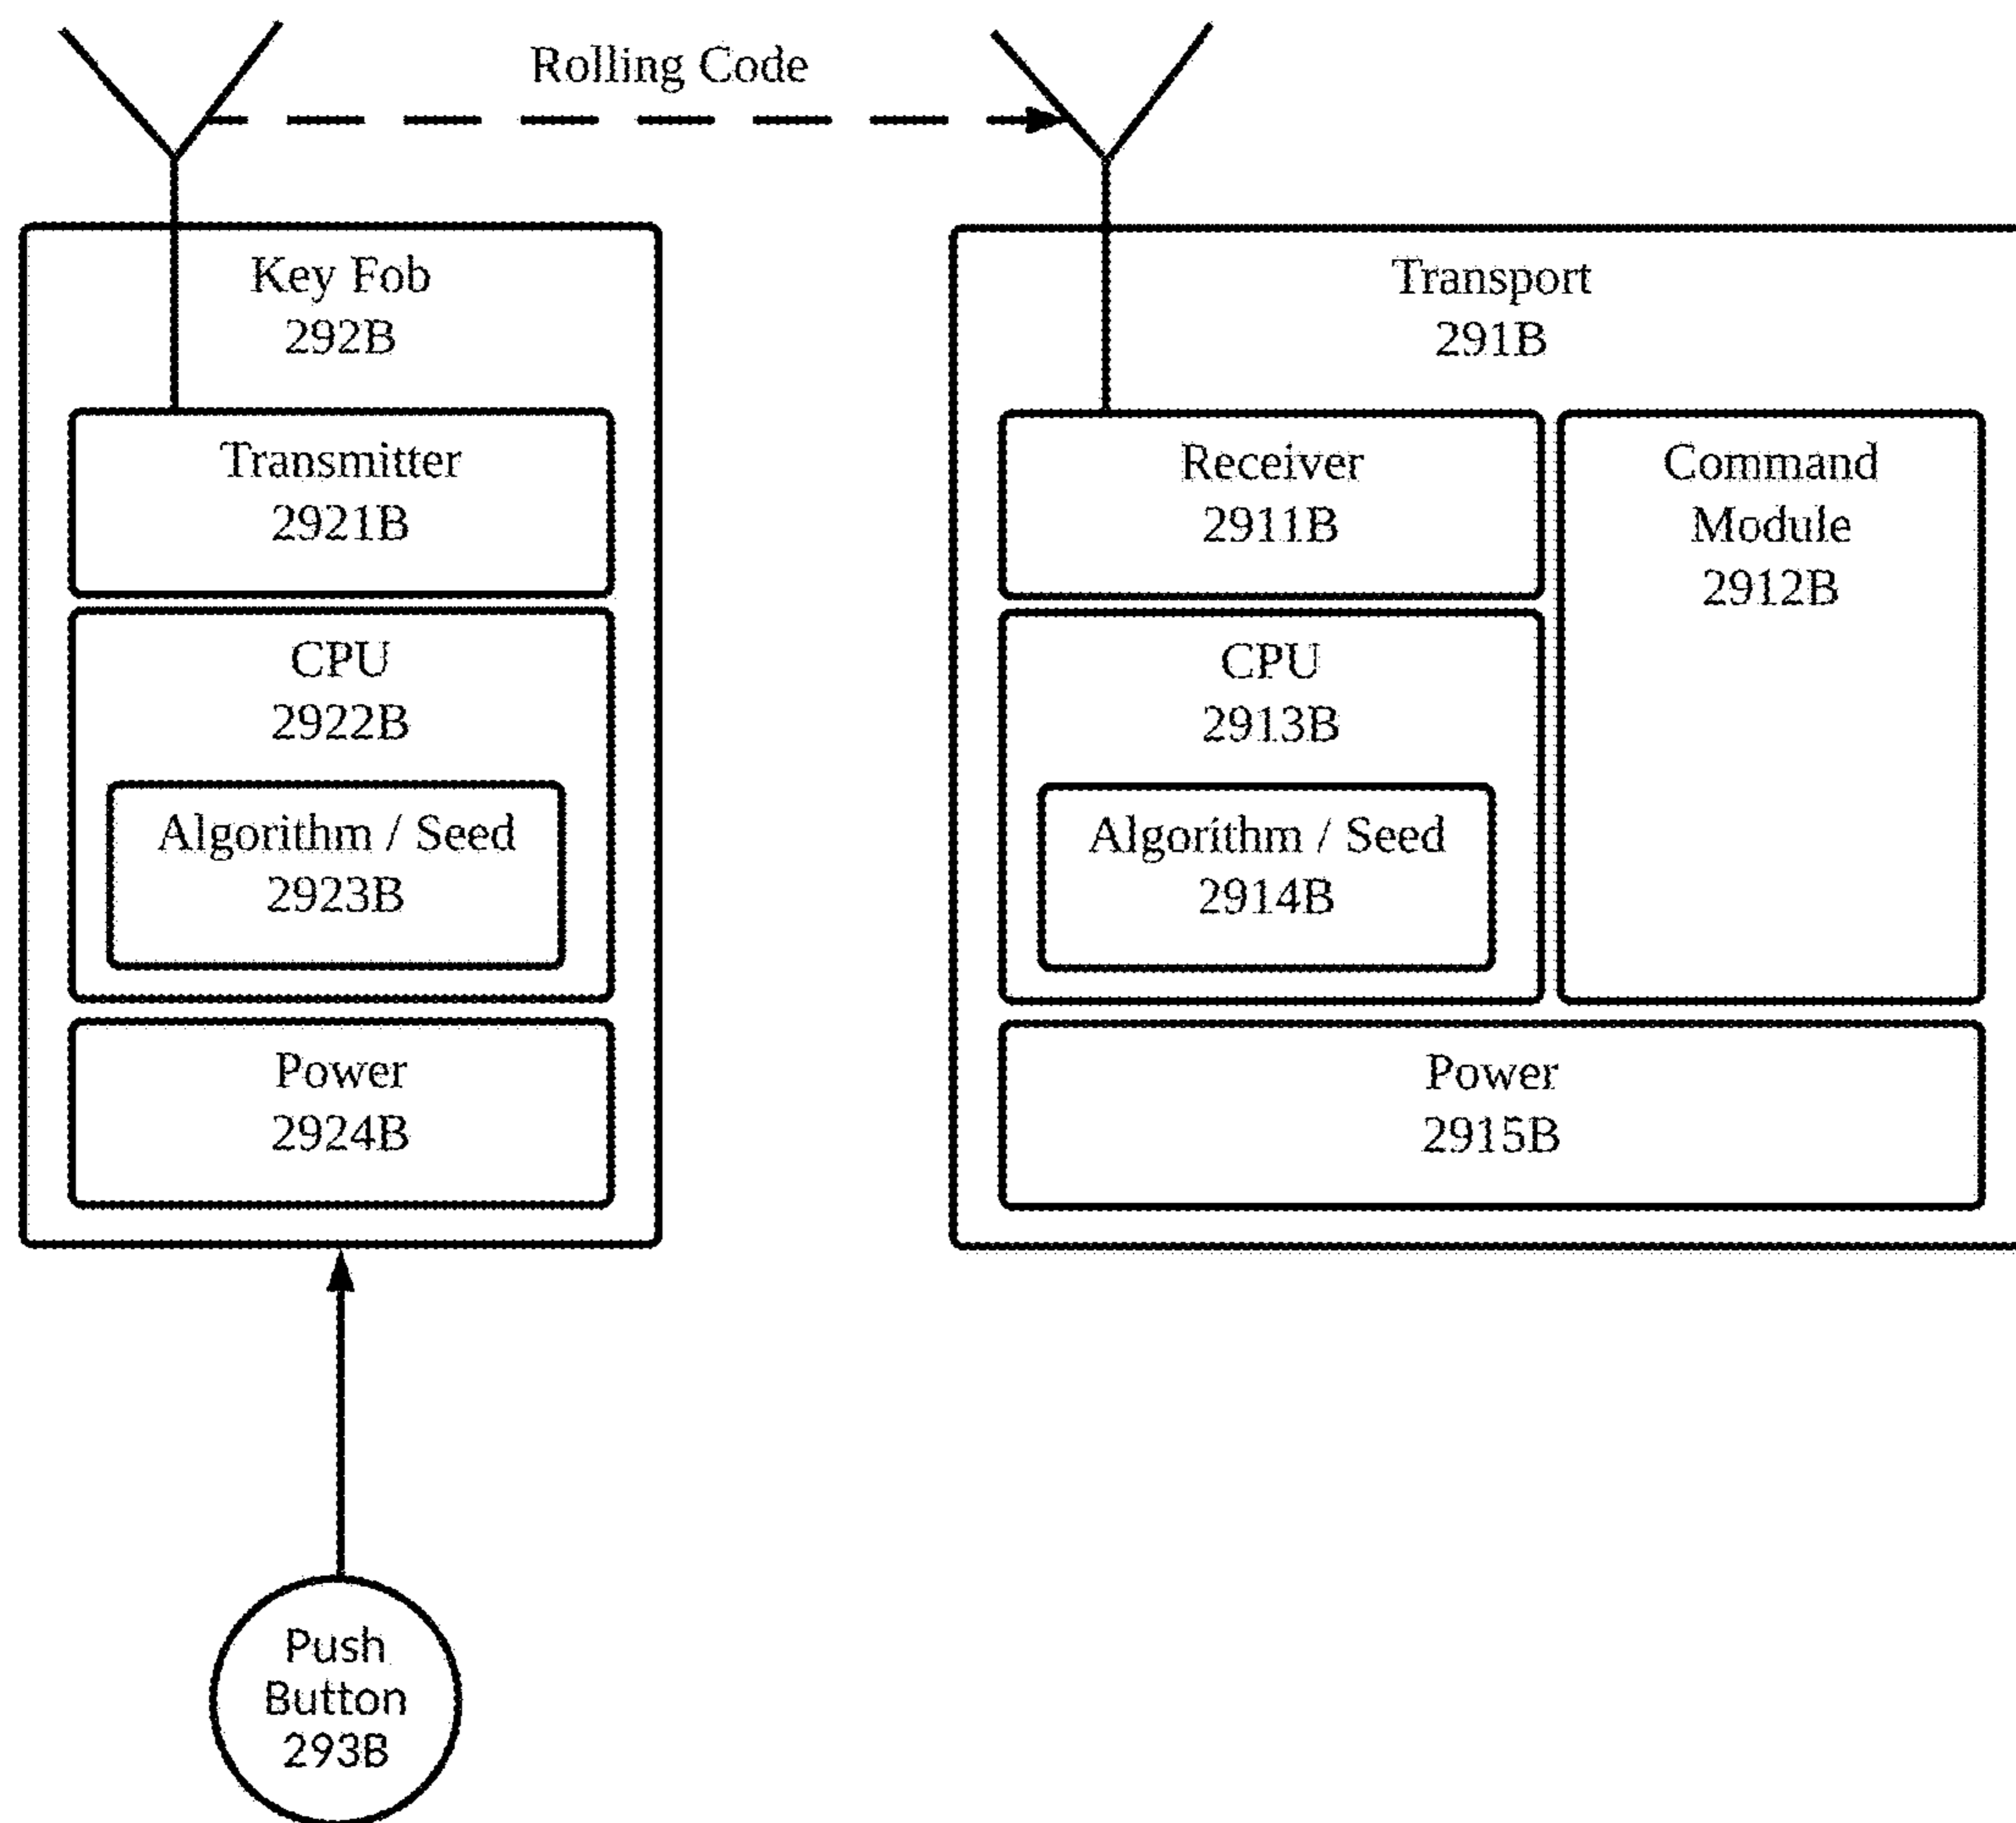 Rolling Code
Key Fob
292B
Transmitter
2921B
CPU
2922B
Algorithm / Seed
2923B
Power
2924B
Push
Button
293B
Transport
291B
Receiver
2911B
Command
Module
2912B
CPU
2913B
Algorithm / Seed
2914B
Power
2915B